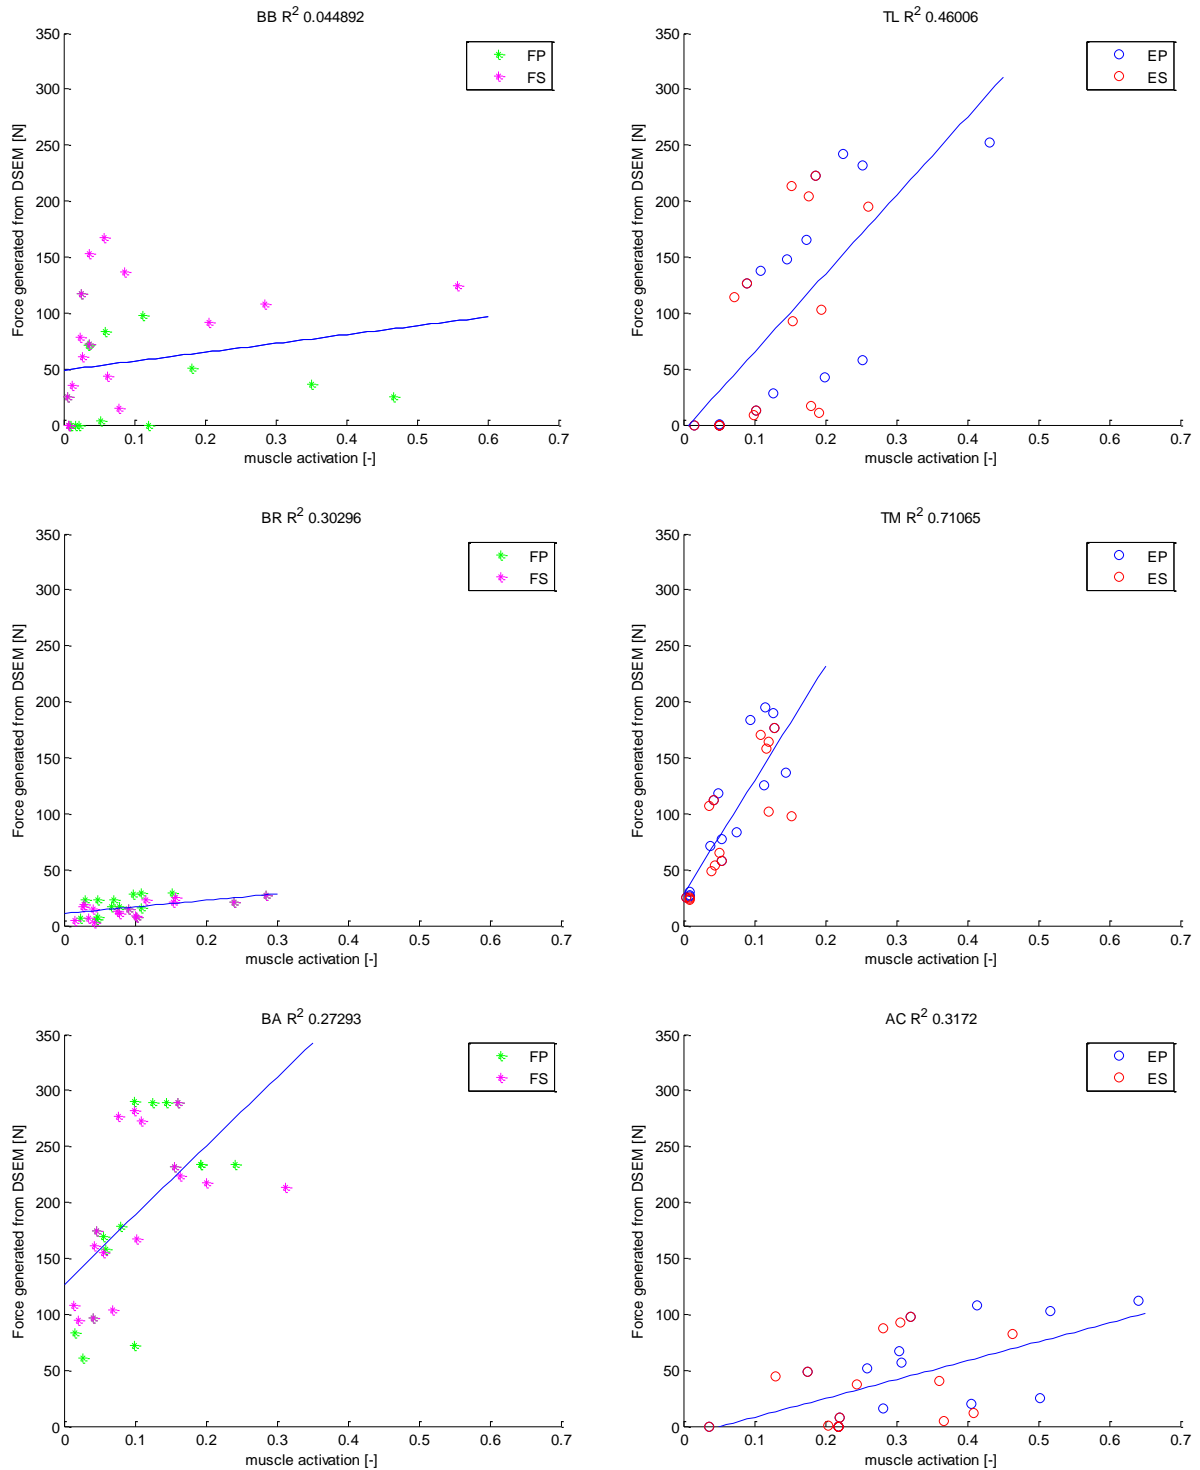 BB R² 0.044892
350
300
250
200
150
100
50
0
0 0.1 0.2 0.3 0.4 0.5 0.6 0.7
muscle activation [-]
Force generated from DSEM [N]
FP
FS
TL R² 0.46006
350
300
250
200
150
100
50
0
0 0.1 0.2 0.3 0.4 0.5 0.6 0.7
muscle activation [-]
Force generated from DSEM [N]
EP
ES
BR R² 0.30296
350
300
250
200
150
100
50
0
0 0.1 0.2 0.3 0.4 0.5 0.6 0.7
muscle activation [-]
Force generated from DSEM [N]
FP
FS
TM R² 0.71065
350
300
250
200
150
100
50
0
0 0.1 0.2 0.3 0.4 0.5 0.6 0.7
muscle activation [-]
Force generated from DSEM [N]
EP
ES
BA R² 0.27293
350
300
250
200
150
100
50
0
0 0.1 0.2 0.3 0.4 0.5 0.6 0.7
muscle activation [-]
Force generated from DSEM [N]
FP
FS
AC R² 0.3172
350
300
250
200
150
100
50
0
0 0.1 0.2 0.3 0.4 0.5 0.6 0.7
muscle activation [-]
Force generated from DSEM [N]
EP
ES